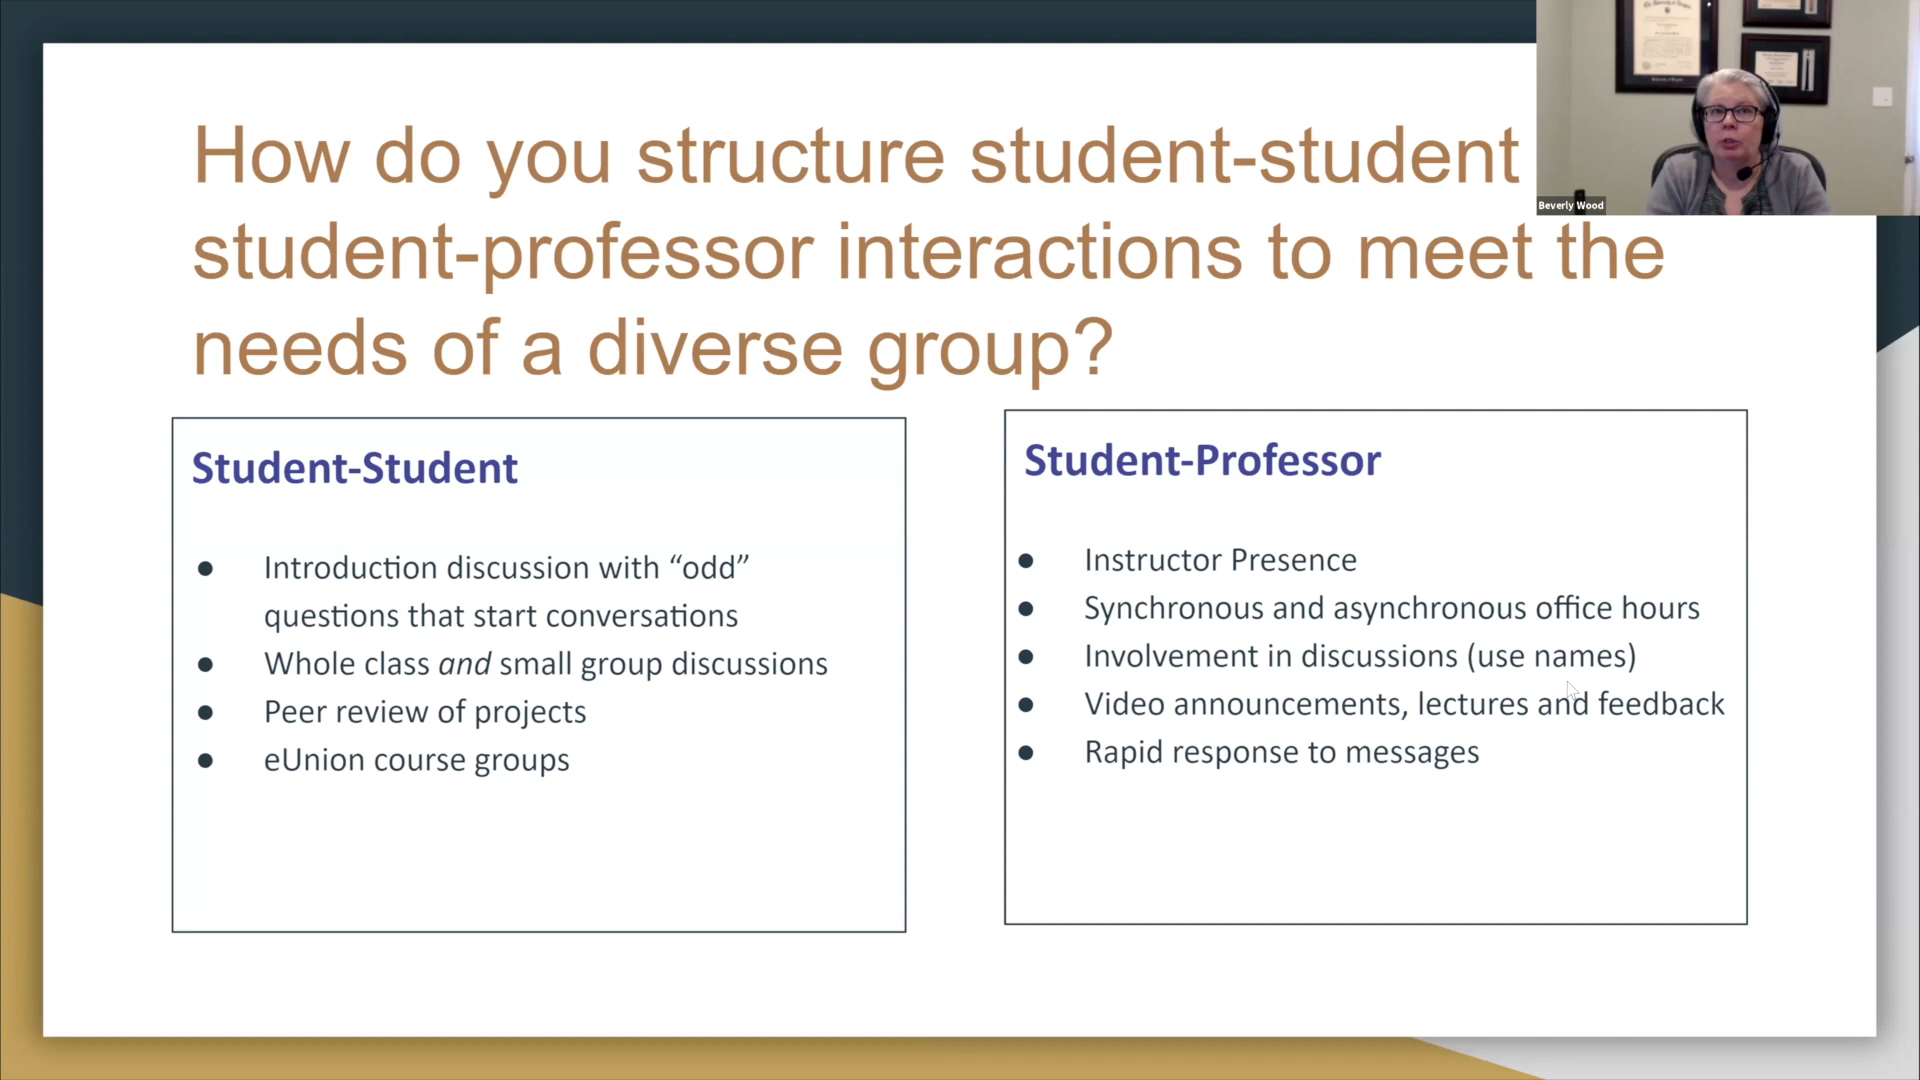 How do you structure student-student
student-professor interactions to meet the
needs of a diverse group?
Beverly Wood
Student-Student
● Introduction discussion with “odd”
questions that start conversations
● Whole class and small group discussions
● Peer review of projects
● eUnion course groups
Student-Professor
● Instructor Presence
● Synchronous and asynchronous office hours
● Involvement in discussions (use names)
● Video announcements, lectures and feedback
● Rapid response to messages